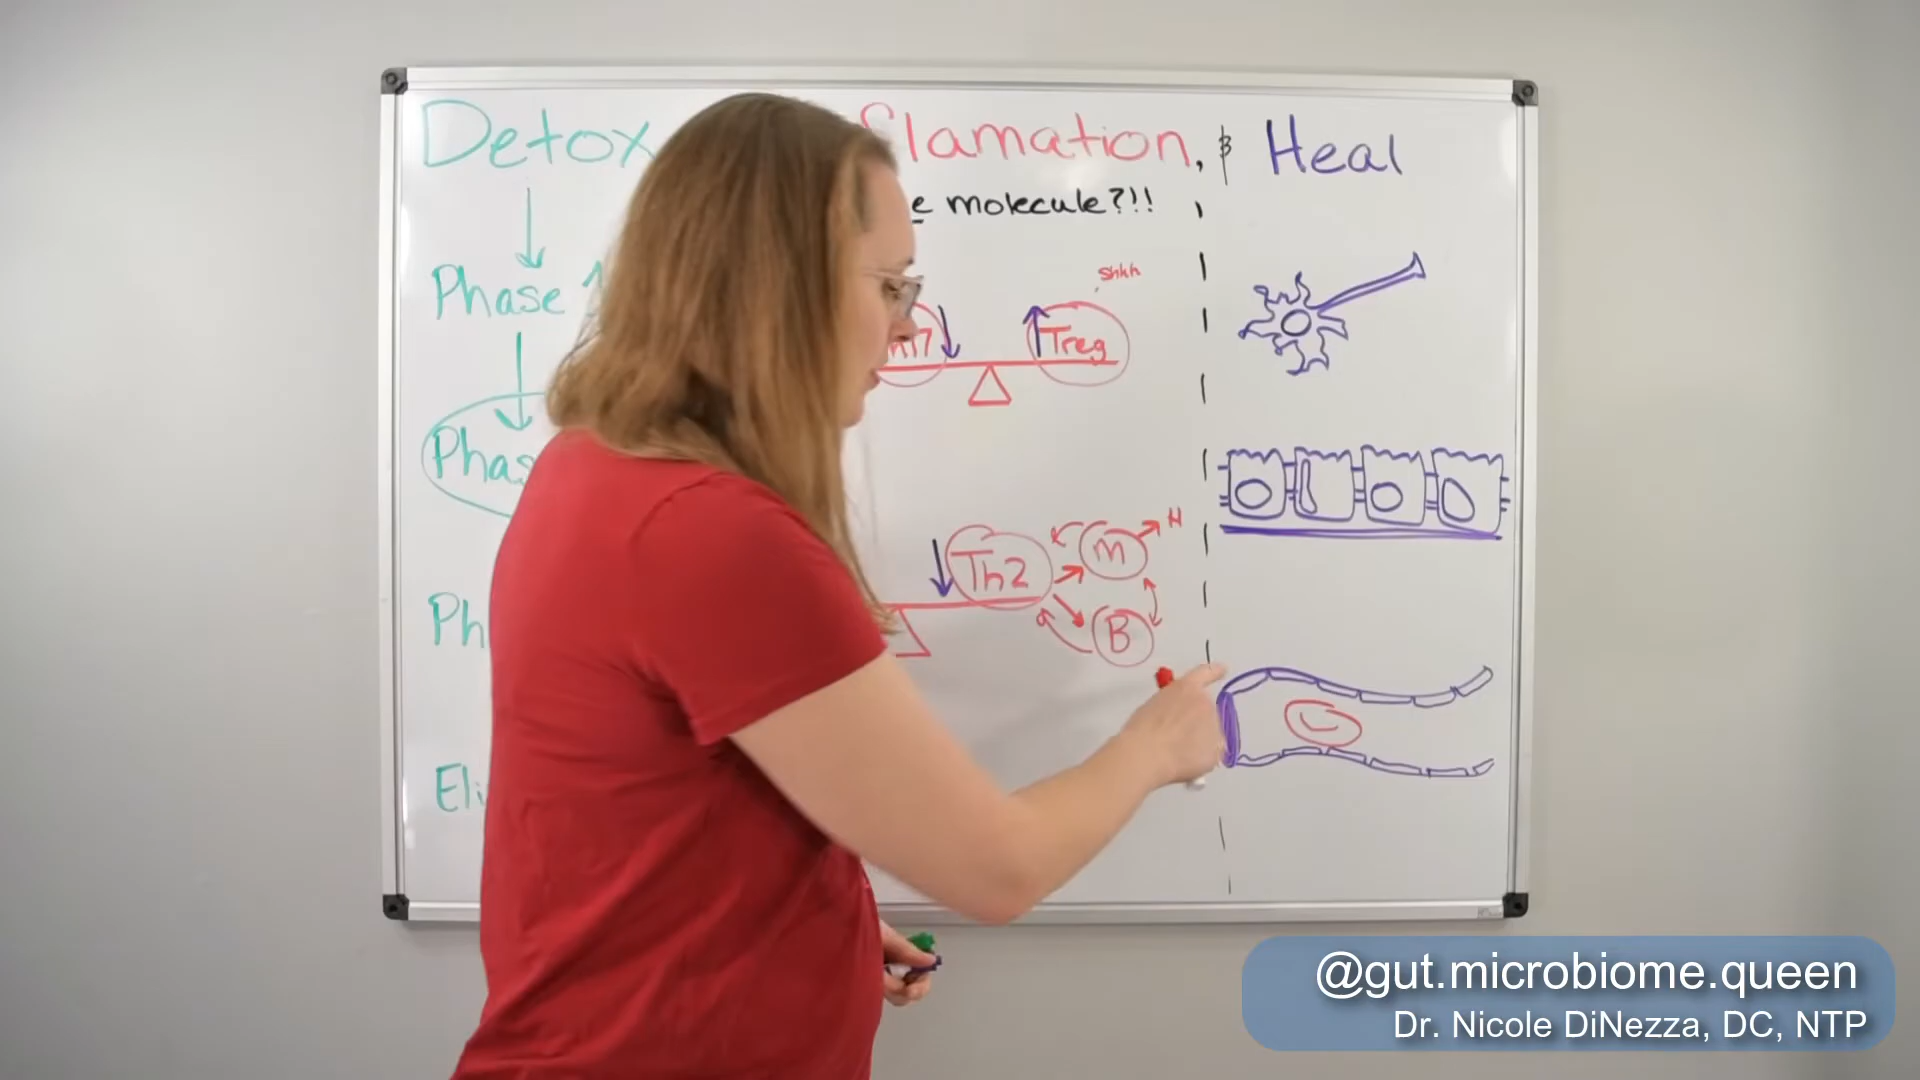 Detox flamation, & Heal
e molecule?!!
Phase 1
shhh
h17 Treg
Phas
M H
Th2
B
Ph
Eli
@gut.microbiome.queen
Dr. Nicole DiNezza, DC, NTP